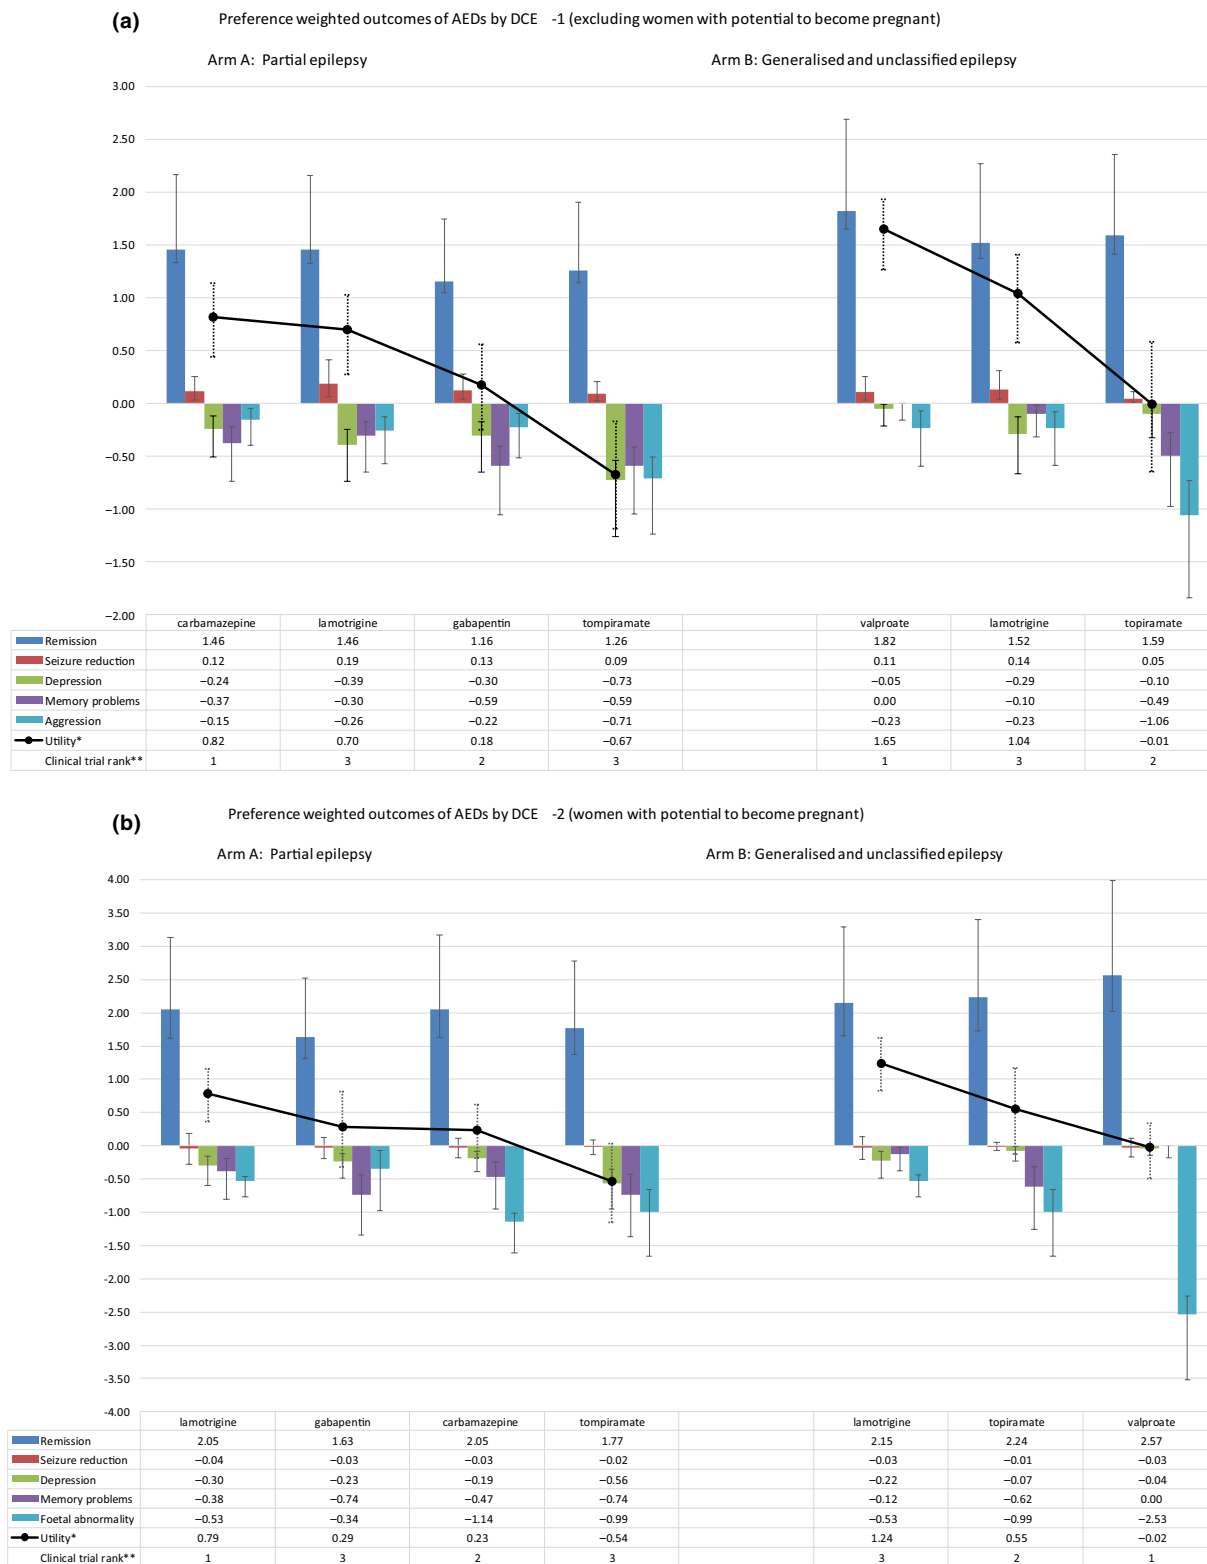 (a)
Preference weighted outcomes of AEDs by DCE -1 (excluding women with potential to become pregnant)
Arm A: Partial epilepsy Arm B: Generalised and unclassified epilepsy
3.00
2.50
2.00
1.50
1.00
0.50
0.00
−0.50
−1.00
−1.50
−2.00
carbamazepine lamotrigine gabapentin tompiramate valproate lamotrigine topiramate
Remission 1.46 1.46 1.16 1.26 1.82 1.52 1.59
Seizure reduction 0.12 0.19 0.13 0.09 0.11 0.14 0.05
Depression −0.24 −0.39 −0.30 −0.73 −0.05 −0.29 −0.10
Memory problems −0.37 −0.30 −0.59 −0.59 0.00 −0.10 −0.49
Aggression −0.15 −0.26 −0.22 −0.71 −0.23 −0.23 −1.06
Utility* 0.82 0.70 0.18 −0.67 1.65 1.04 −0.01
Clinical trial rank** 1 3 2 3 1 3 2
(b)
Preference weighted outcomes of AEDs by DCE -2 (women with potential to become pregnant)
Arm A: Partial epilepsy Arm B: Generalised and unclassified epilepsy
4.00
3.50
3.00
2.50
2.00
1.50
1.00
0.50
0.00
-0.50
-1.00
-1.50
-2.00
-2.50
-3.00
-3.50
-4.00
lamotrigine gabapentin carbamazepine tompiramate lamotrigine topiramate valproate
Remission 2.05 1.63 2.05 1.77 2.15 2.24 2.57
Seizure reduction −0.04 −0.03 −0.03 −0.02 −0.03 −0.01 −0.03
Depression −0.30 −0.23 −0.19 −0.56 −0.22 −0.07 −0.04
Memory problems −0.38 −0.74 −0.47 −0.74 −0.12 −0.62 0.00
Foetal abnormality −0.53 −0.34 −1.14 −0.99 −0.53 −0.99 −2.53
Utility* 0.79 0.29 0.23 −0.54 1.24 0.55 −0.02
Clinical trial rank** 1 3 2 3 3 2 1